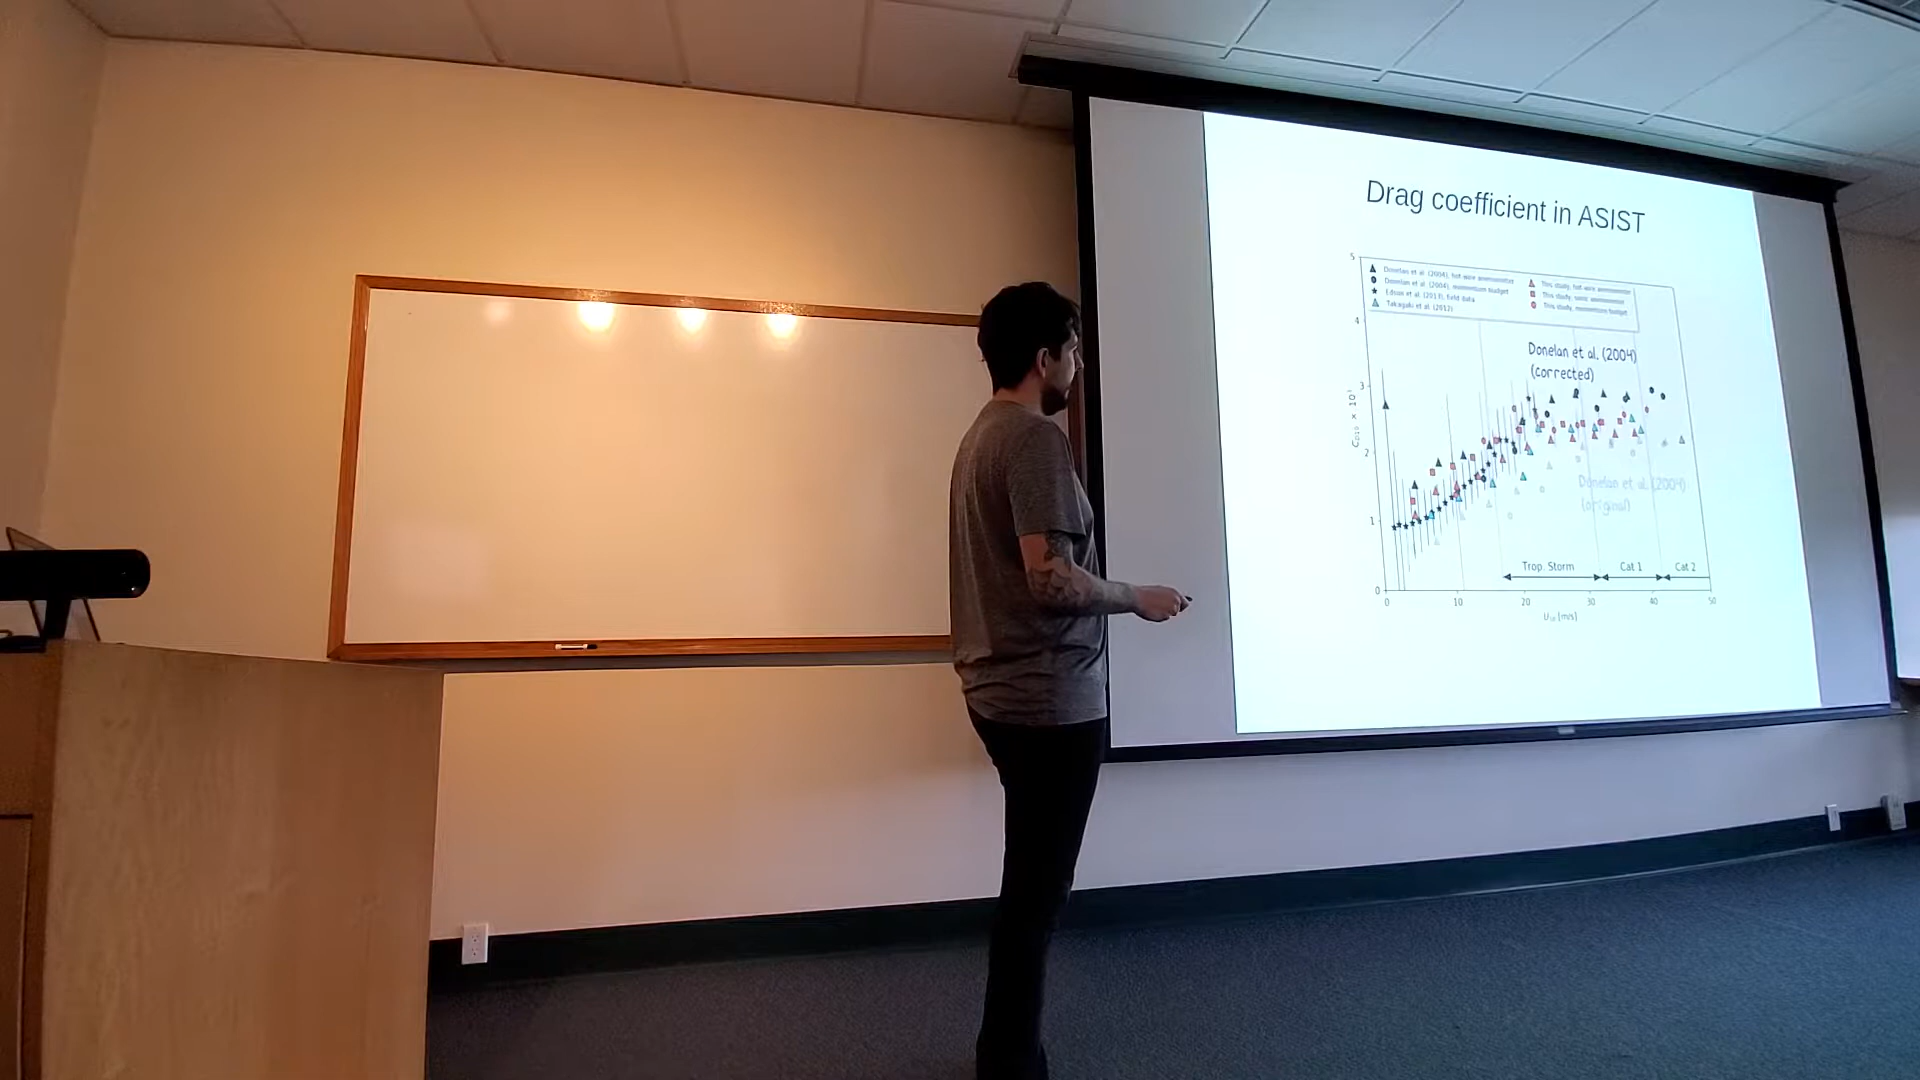 Drag coefficient in ASIST
5
Donelan et al. (2004), hot-wire anemometer
Donelan et al. (2004), momentum budget
Edson et al. (2013), field data
Takagaki et al. (2012)
This study, hot-wire anemometer
This study, sonic anemometer
This study, momentum budget
4
Donelan et al. (2004)
(corrected)
3
2
Donelan et al. (2004)
(original)
1
Trop. Storm
Cat 1
Cat 2
0
0 10 20 30 40 50
U10 [m/s]